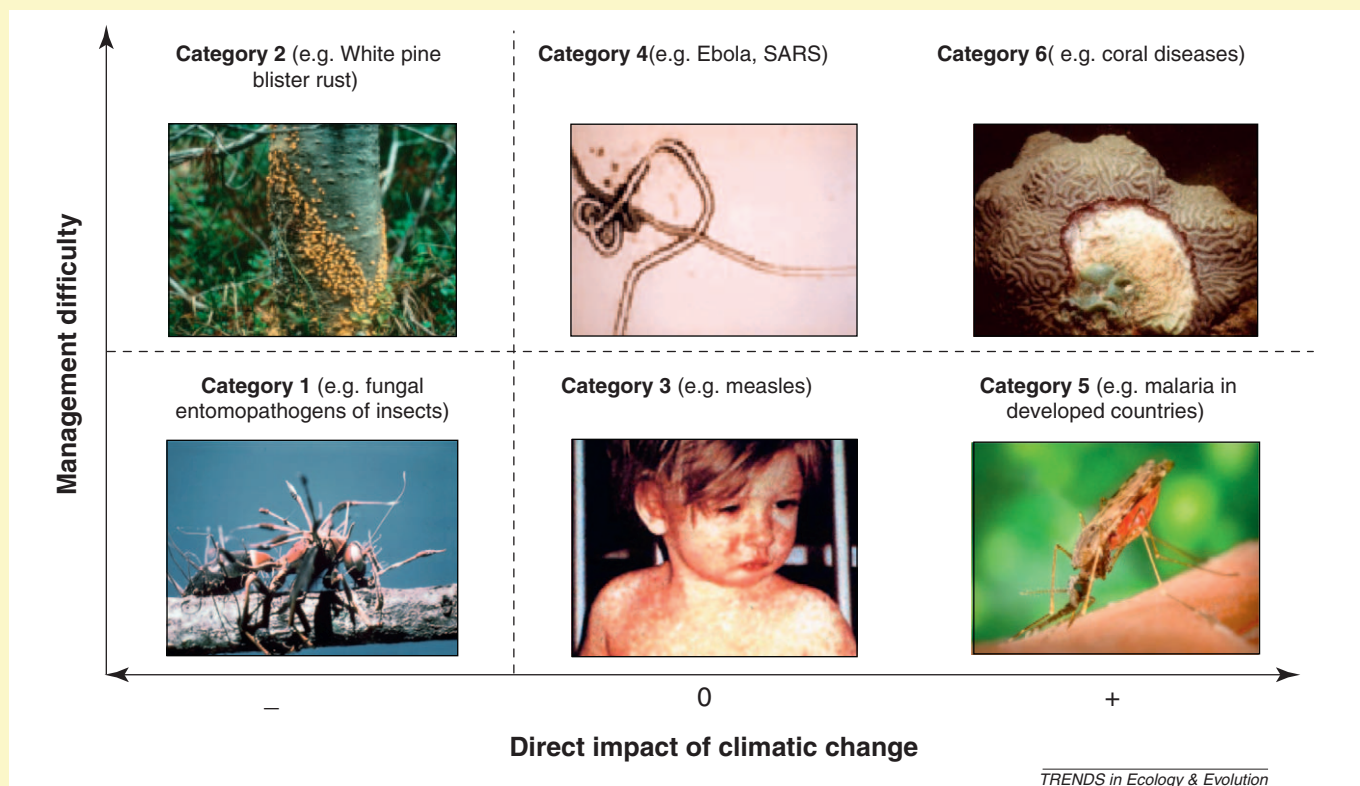 Category 2 (e.g. White pine
blister rust)
Category 4(e.g. Ebola, SARS)
Category 6( e.g. coral diseases)
Management difficulty
Category 1 (e.g. fungal
entomopathogens of insects)
Category 3 (e.g. measles)
Category 5 (e.g. malaria in
developed countries)
–
0
+
Direct impact of climatic change
TRENDS in Ecology & Evolution